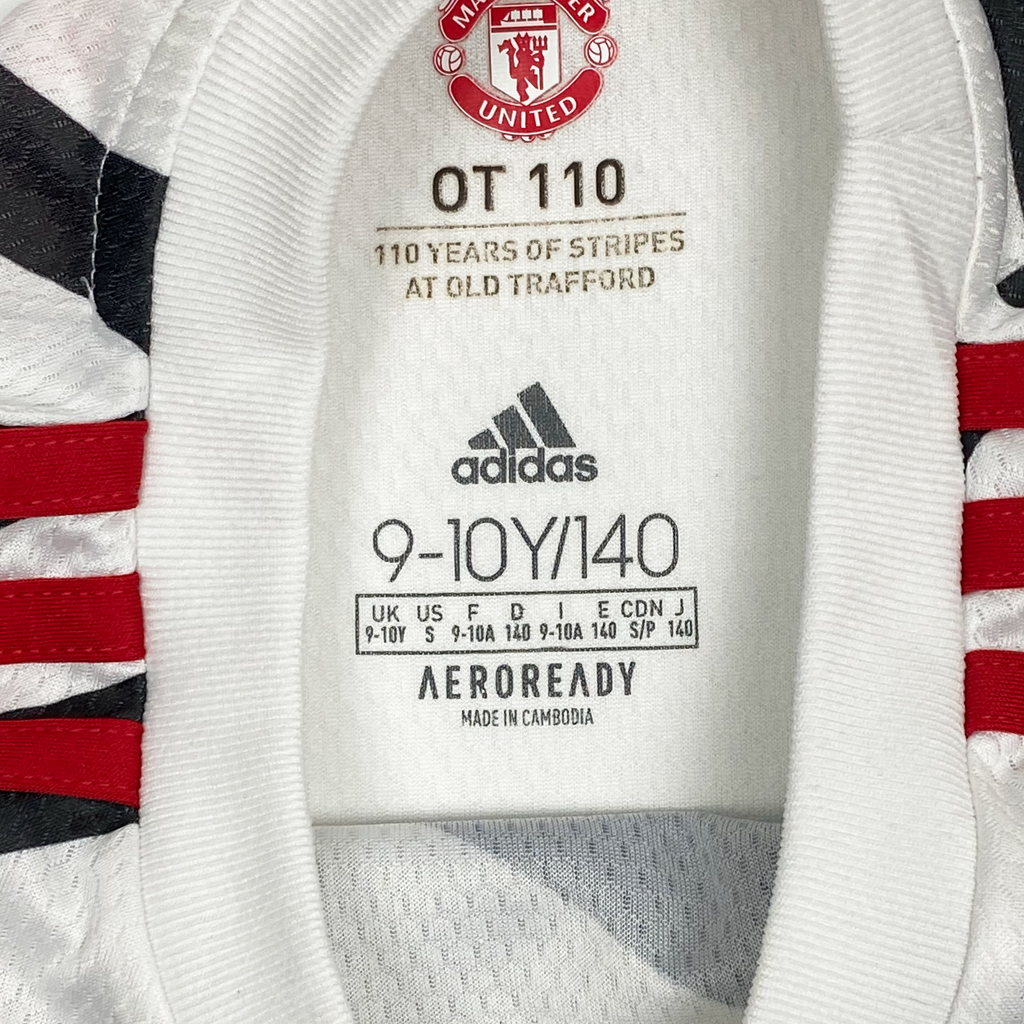 UNITED
OT 110
110 YEARS OF STRIPES
AT OLD TRAFFORD
adidas
9-10Y/140
UK US F D I E CDN J
9-10Y S 9-10A 140 9-10A 140 S/P 140
AEROREADY
MADE IN CAMBODIA